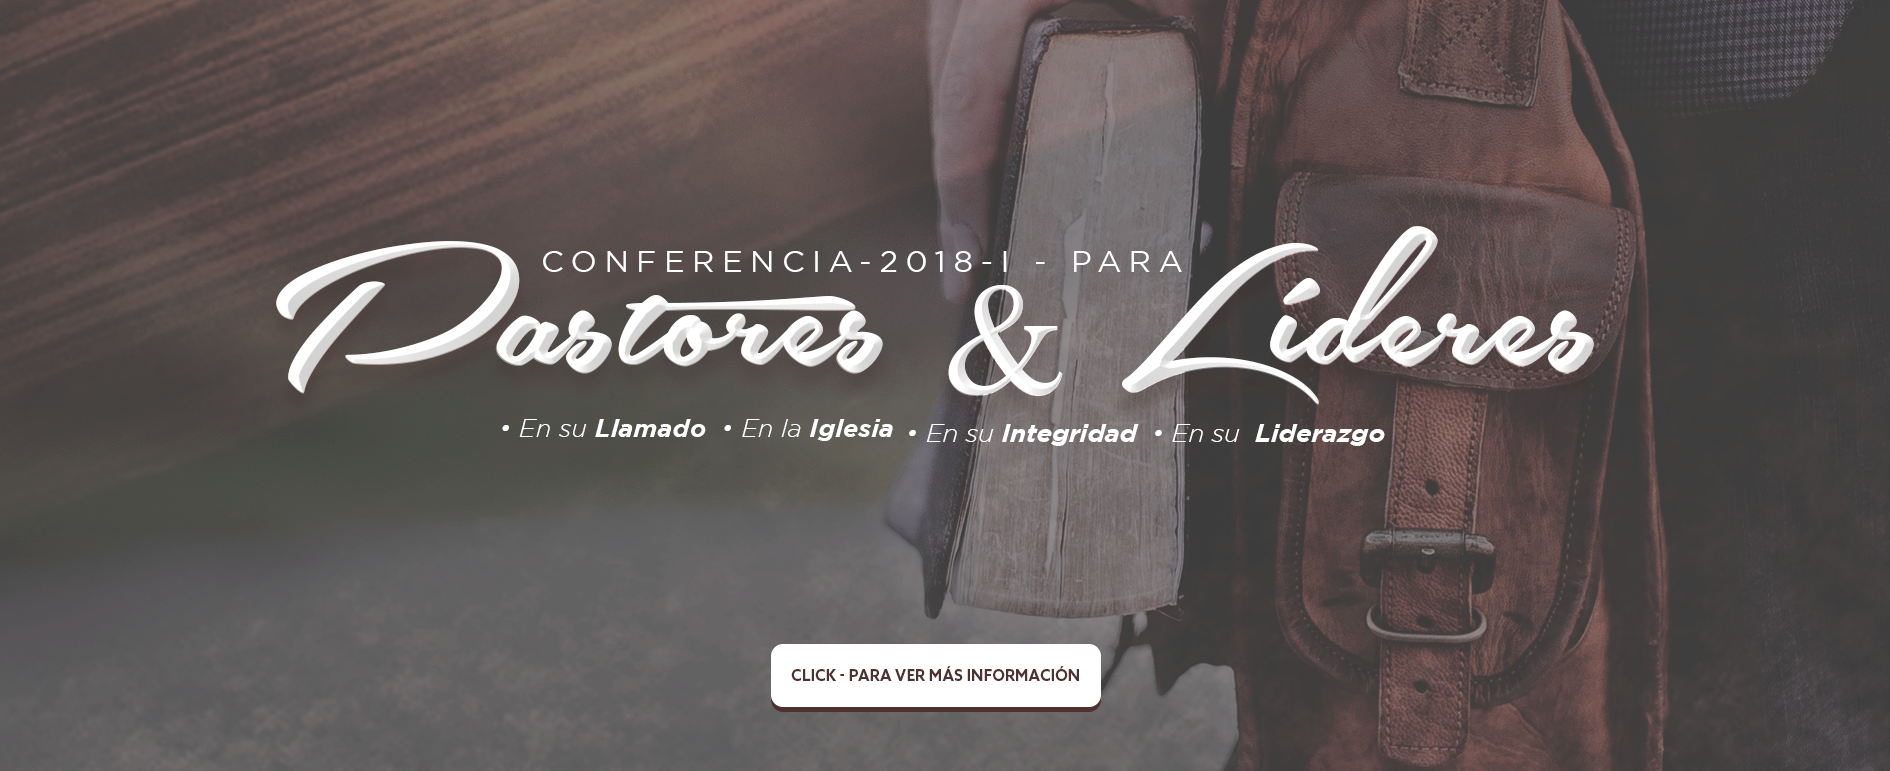 CONFERENCIA-2018-I - PARA
Pastores & Líderes
• En su Llamado • En la Iglesia • En su Integridad • En su Liderazgo
CLICK - PARA VER MÁS INFORMACIÓN